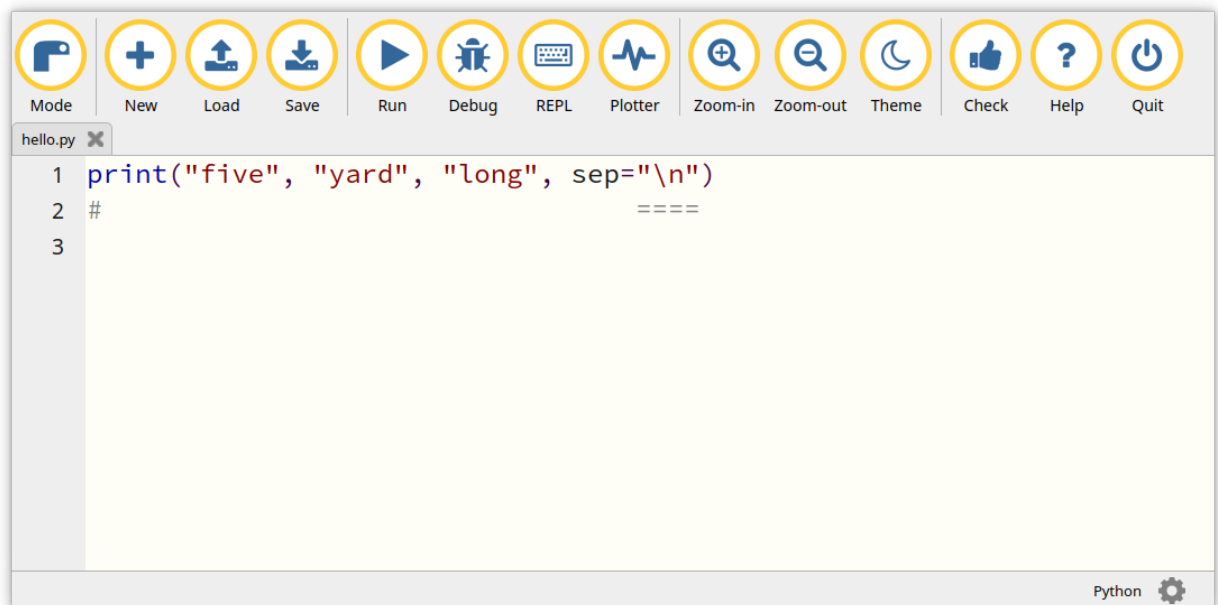 Mode New Load Save Run Debug REPL Plotter Zoom-in Zoom-out Theme Check Help Quit
hello.py
1 print("five", "yard", "long", sep="\n")
2 #                                   ====
3
Python